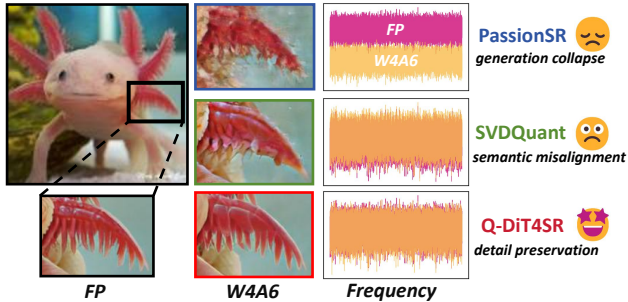 FP
W4A6
PassionSR
generation collapse
SVDQuant
semantic misalignment
Q-DiT4SR
detail preservation
FP
W4A6
Frequency